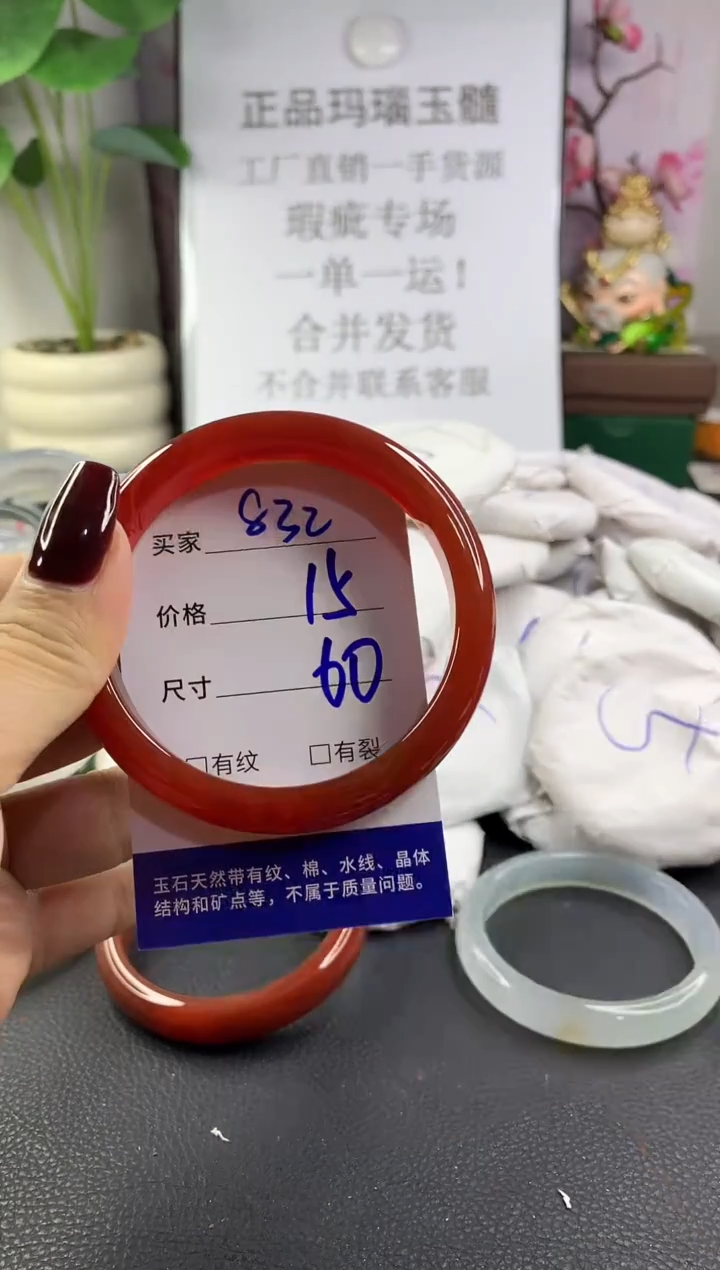 正品玛瑙玉髓
工厂直销一手货源
瑕疵专场
一单一运！
合并发货
不合并联系客服
买家 832
价格 15
尺寸 60
□有纹 □有裂
玉石天然带有纹、棉、水线、晶体
结构和矿点等，不属于质量问题。